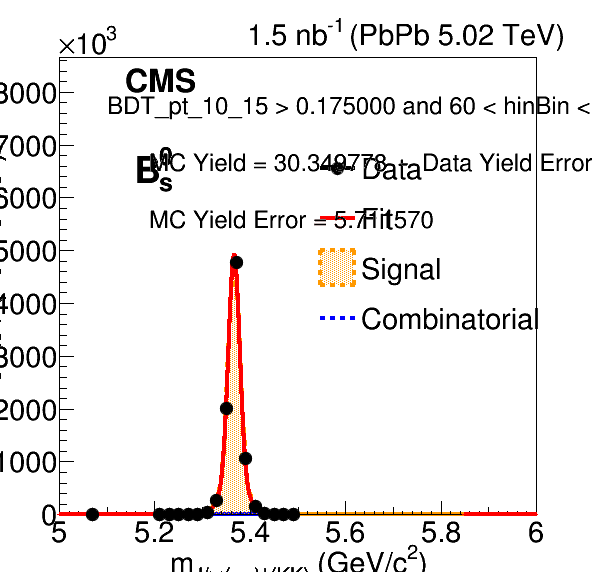 ×10³
1.5 nb⁻¹ (PbPb 5.02 TeV)
CMS
BDT_pt_10_15 > 0.175000 and 60 < hinBin <
B⁰s
MC Yield = 30.349778
Data Yield Error
MC Yield Error = 5.711570
Data
Fit
Signal
Combinatorial
8000
7000
6000
5000
4000
3000
2000
1000
0
5 5.2 5.4 5.6 5.8 6
m (GeV/c²)